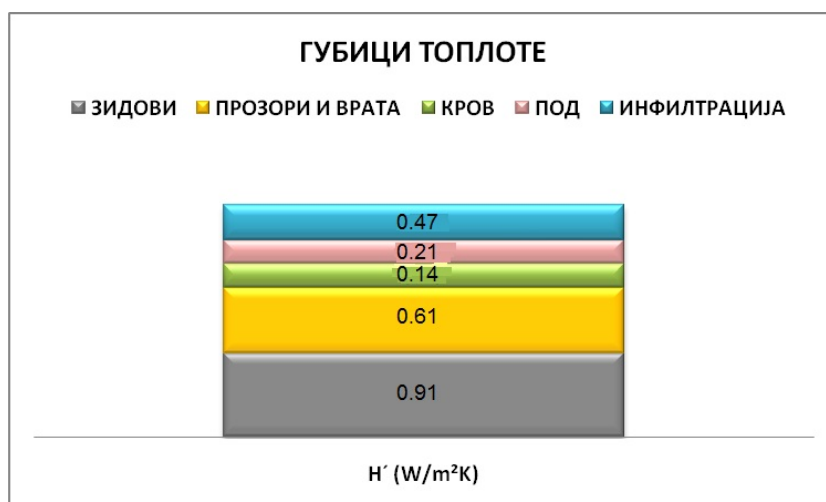 ГУБИЦИ ТОПЛОТЕ
ЗИДОВИ ПРОЗОРИ И ВРАТА КРОВ ПОД ИНФИЛТРАЦИЈА
0.47
0.21
0.14
0.61
0.91
H´ (W/m²K)